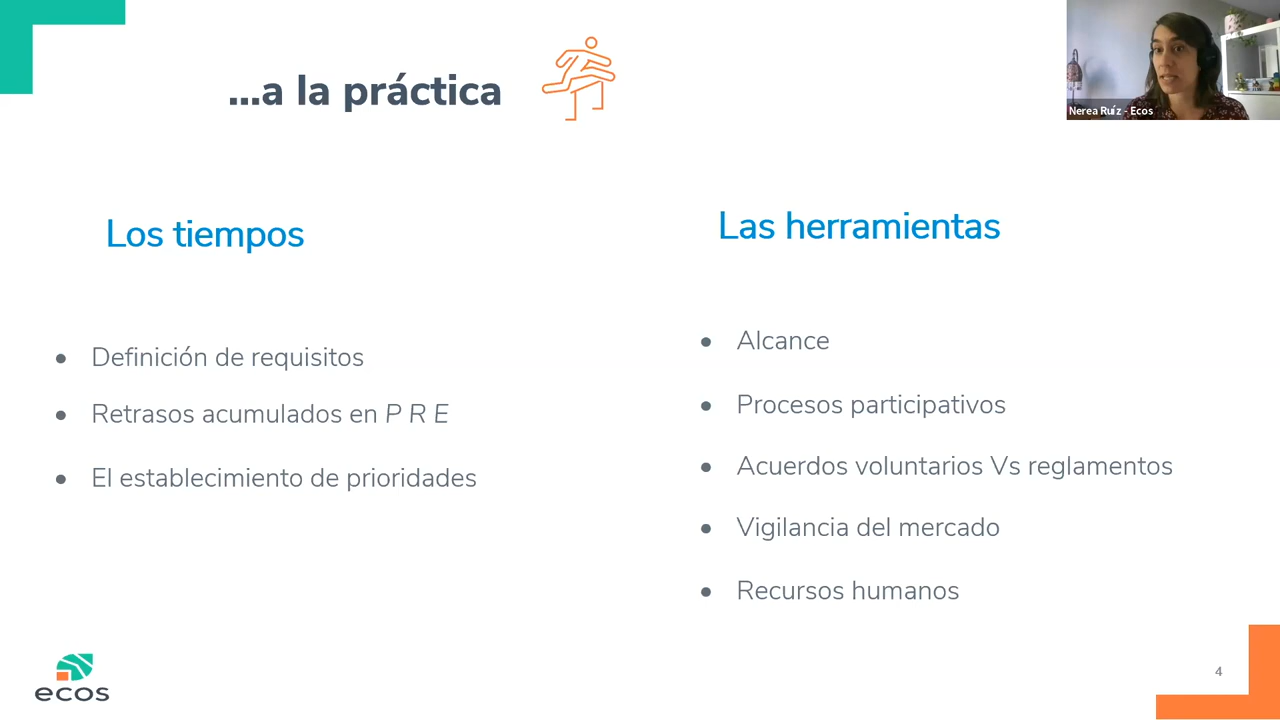 ...a la práctica
Nerea Ruíz - Ecos
Los tiempos
Definición de requisitos
Retrasos acumulados en P R E
El establecimiento de prioridades
Las herramientas
Alcance
Procesos participativos
Acuerdos voluntarios Vs reglamentos
Vigilancia del mercado
Recursos humanos
ecos
4